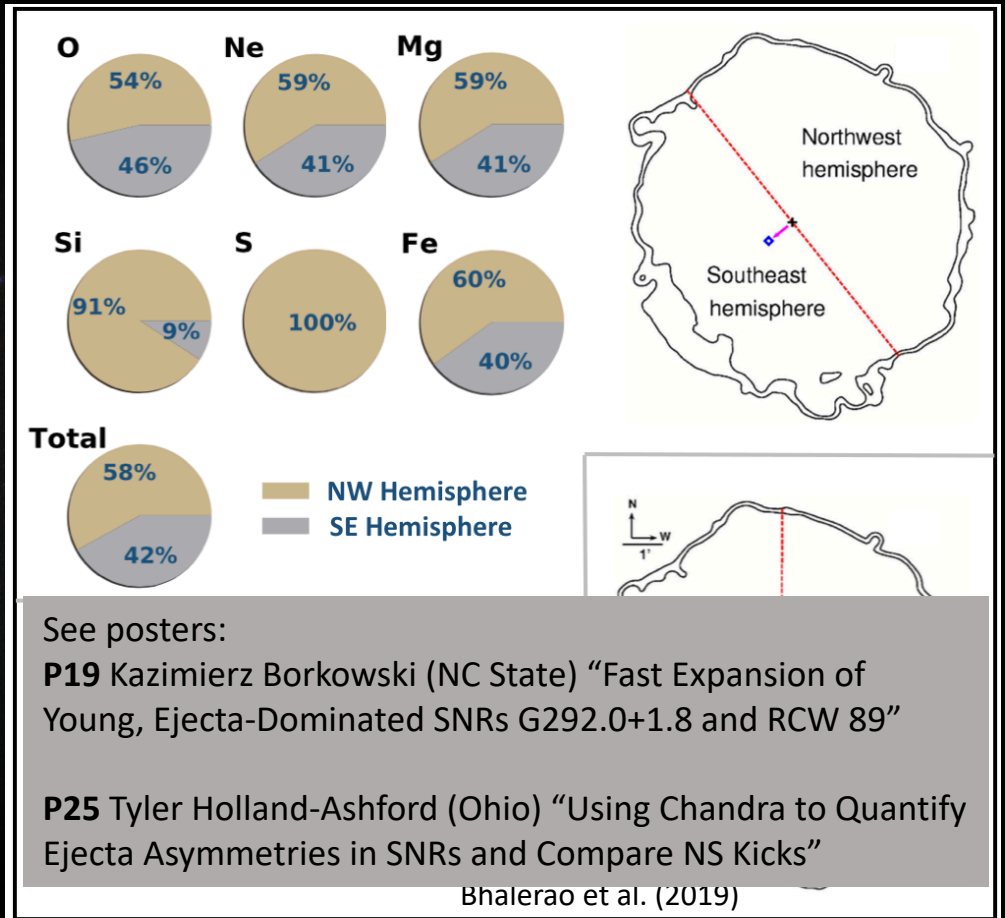 O
54%
46%
Ne
59%
41%
Mg
59%
41%
Si
91%
9%
S
100%
Fe
60%
40%
Total
58%
42%
NW Hemisphere
SE Hemisphere
Northwest
hemisphere
Southeast
hemisphere
N
W
1'
See posters:
P19 Kazimierz Borkowski (NC State) “Fast Expansion of
Young, Ejecta-Dominated SNRs G292.0+1.8 and RCW 89”
P25 Tyler Holland-Ashford (Ohio) “Using Chandra to Quantify
Ejecta Asymmetries in SNRs and Compare NS Kicks”
Bhalerao et al. (2019)